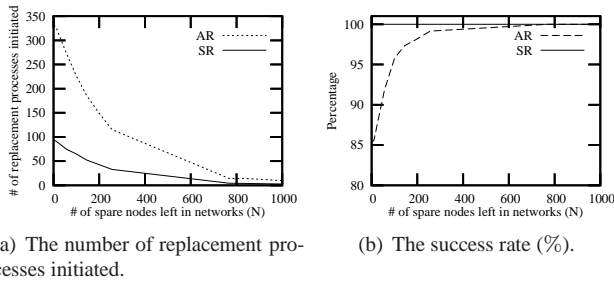 350
300
250
200
150
100
50
0
# of replacement processes initiated
AR
SR
0 200 400 600 800 1000
# of spare nodes left in networks (N)
100
95
90
85
80
Percentage
AR
SR
0 200 400 600 800 1000
# of spare nodes left in networks (N)
a) The number of replacement pro-
cesses initiated.
(b) The success rate (%).